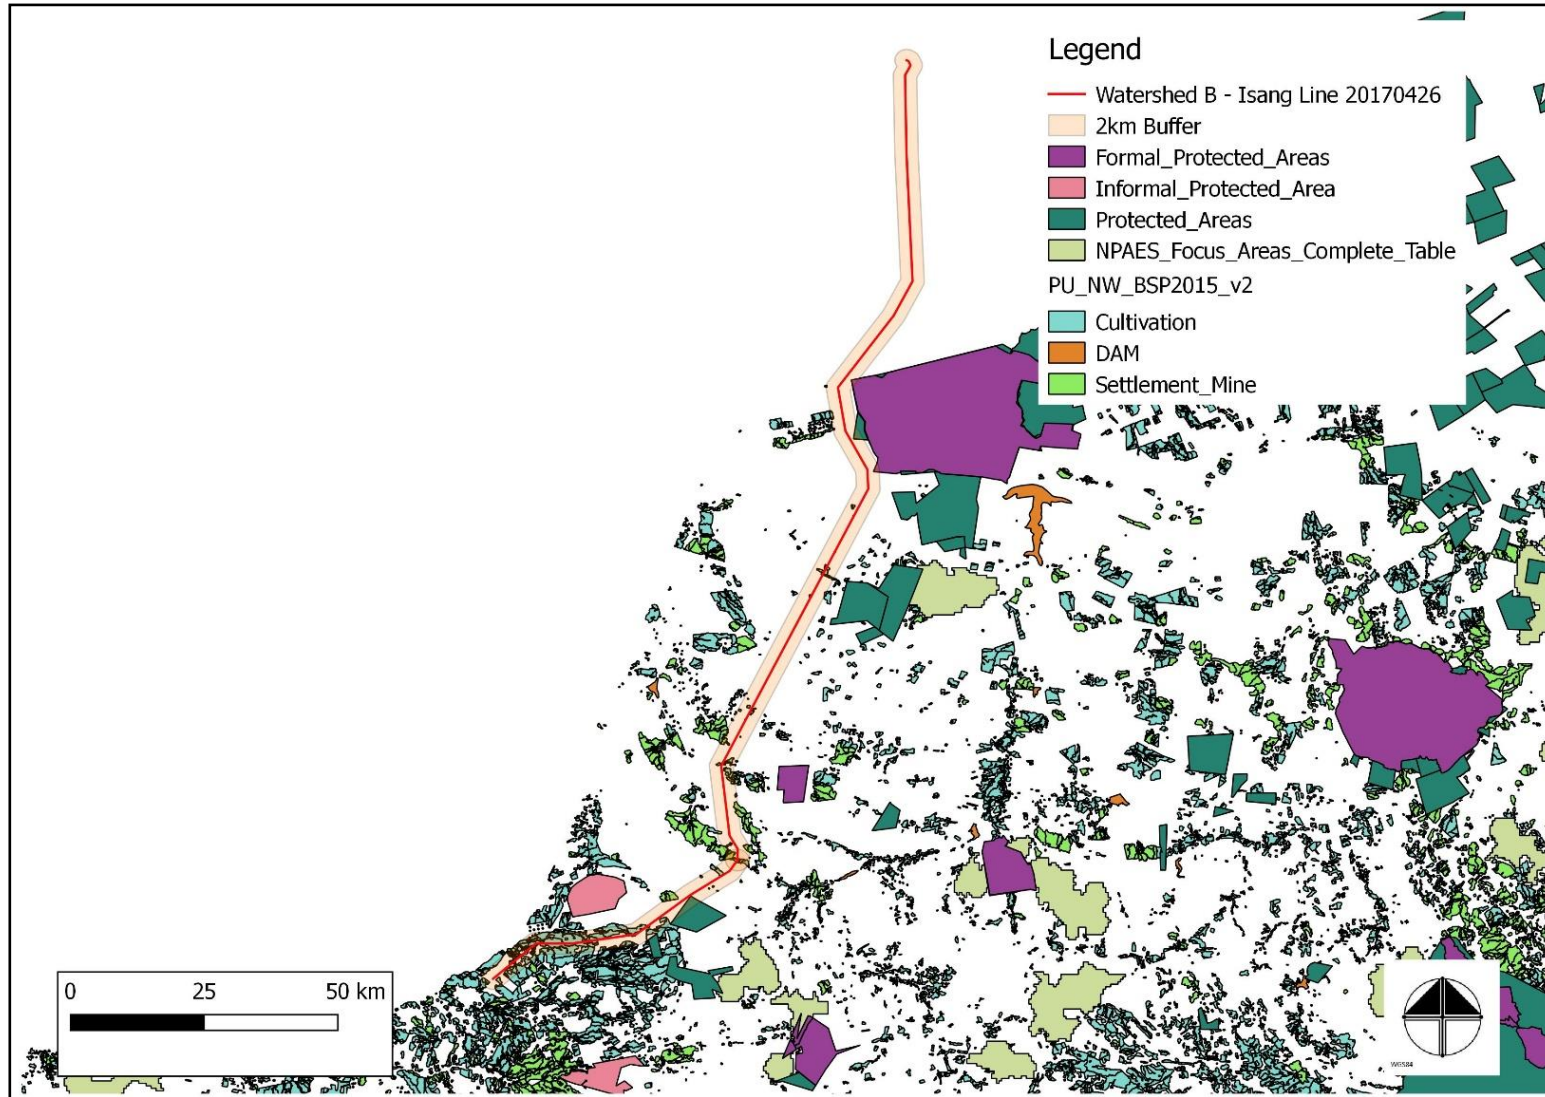 Legend
Watershed B - Isang Line 20170426
2km Buffer
Formal_Protected_Areas
Informal_Protected_Area
Protected_Areas
NPAES_Focus_Areas_Complete_Table
PU_NW_BSP2015_v2
Cultivation
DAM
Settlement_Mine
0 25 50 km
WGS84